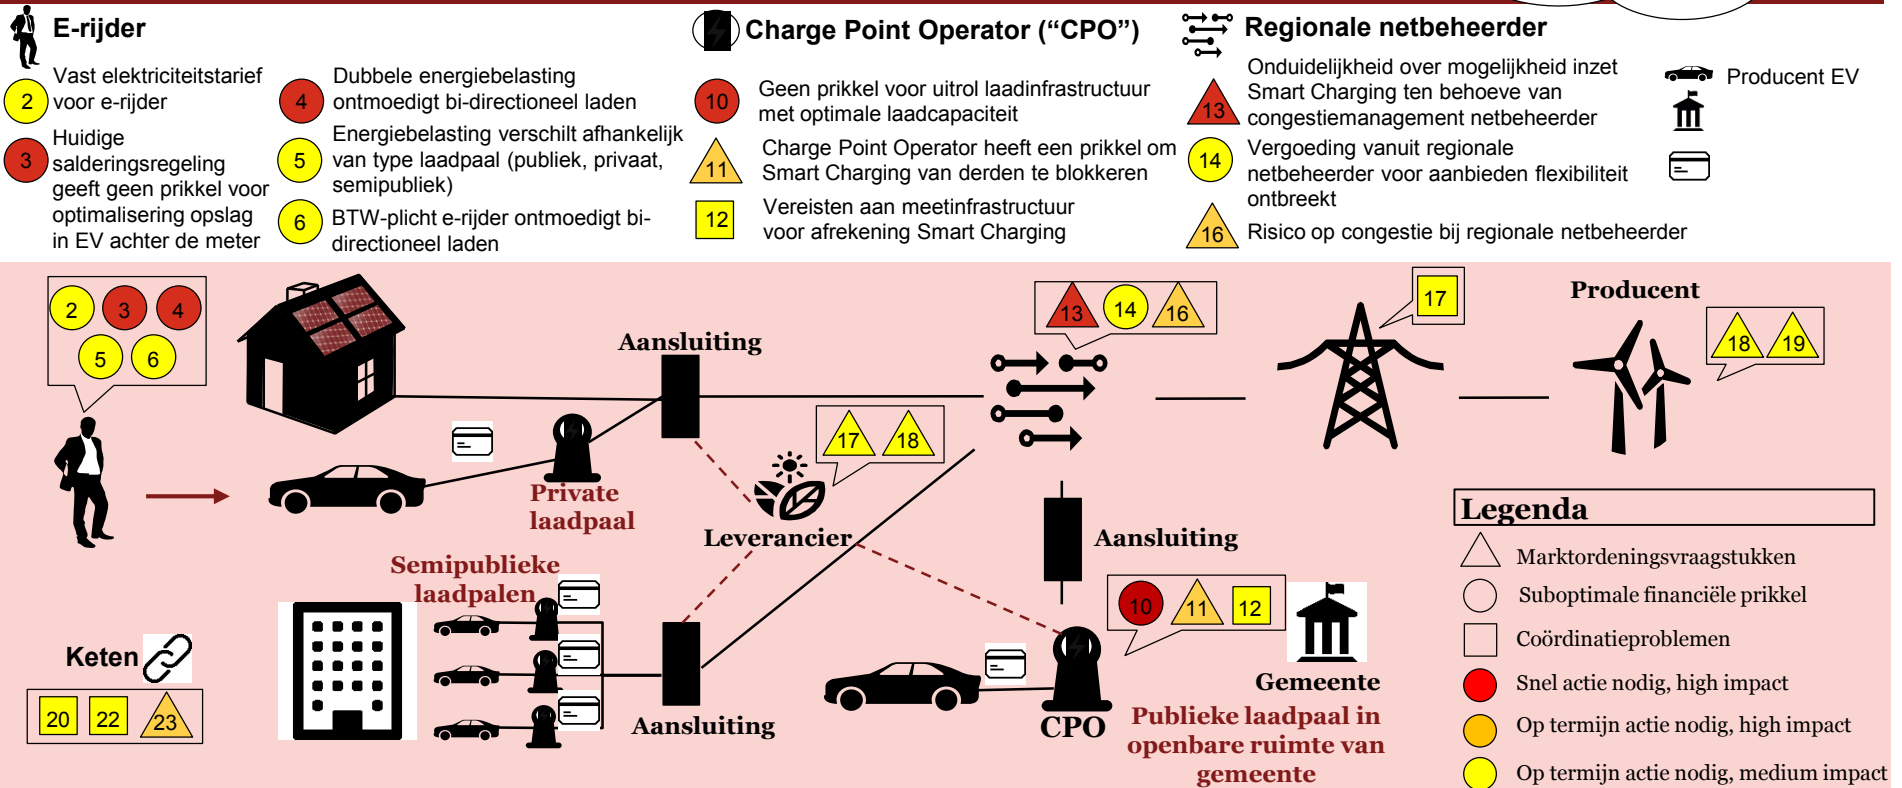 E-rijder
2
Vast elektriciteitstarief
voor e-rijder
3
Huidige
salderingsregeling
geeft geen prikkel voor
optimalisering opslag
in EV achter de meter
4
Dubbele energiebelasting
ontmoedigt bi-directioneel laden
5
Energiebelasting verschilt afhankelijk
van type laadpaal (publiek, privaat,
semipubliek)
6
BTW-plicht e-rijder ontmoedigt bi-
directioneel laden
Charge Point Operator (“CPO”)
10
Geen prikkel voor uitrol laadinfrastructuur
met optimale laadcapaciteit
11
Charge Point Operator heeft een prikkel om
Smart Charging van derden te blokkeren
12
Vereisten aan meetinfrastructuur
voor afrekening Smart Charging
Regionale netbeheerder
13
Onduidelijkheid over mogelijkheid inzet
Smart Charging ten behoeve van
congestiemanagement netbeheerder
14
Vergoeding vanuit regionale
netbeheerder voor aanbieden flexibiliteit
ontbreekt
16
Risico op congestie bij regionale netbeheerder
Producent EV
2 3 4
5 6
Aansluiting
13 14 16
17
Producent
18 19
17 18
Private
laadpaal
Leverancier
Semipublieke
laadpalen
Aansluiting
Aansluiting
10 11 12
Gemeente
CPO
Publieke laadpaal in
openbare ruimte van
gemeente
Keten
20 22 23
Legenda
Marktordeningsvraagstukken
Suboptimale financiële prikkel
Coördinatieproblemen
Snel actie nodig, high impact
Op termijn actie nodig, high impact
Op termijn actie nodig, medium impact